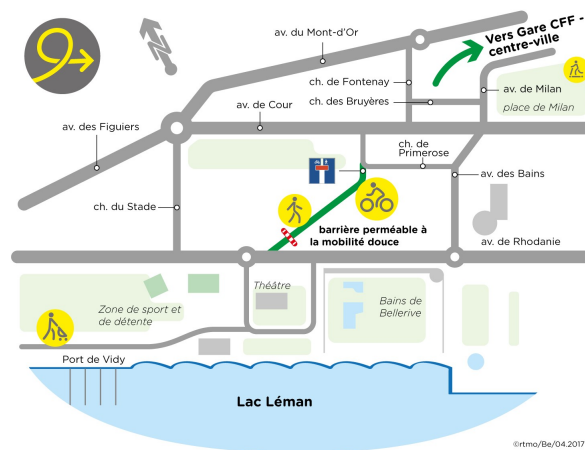 av. du Mont-d'Or
Vers Gare CFF -
centre-ville
ch. de Fontenay
av. de Milan
ch. des Bruyères
av. de Cour
place de Milan
av. des Figuiers
ch. de
Primerose
av. des Bains
ch. du Stade
barrière perméable à
la mobilité douce
av. de Rhodanie
Théâtre
Zone de sport et
de détente
Bains de
Bellerive
Port de Vidy
Lac Léman
©rtmo/Be/04.2017